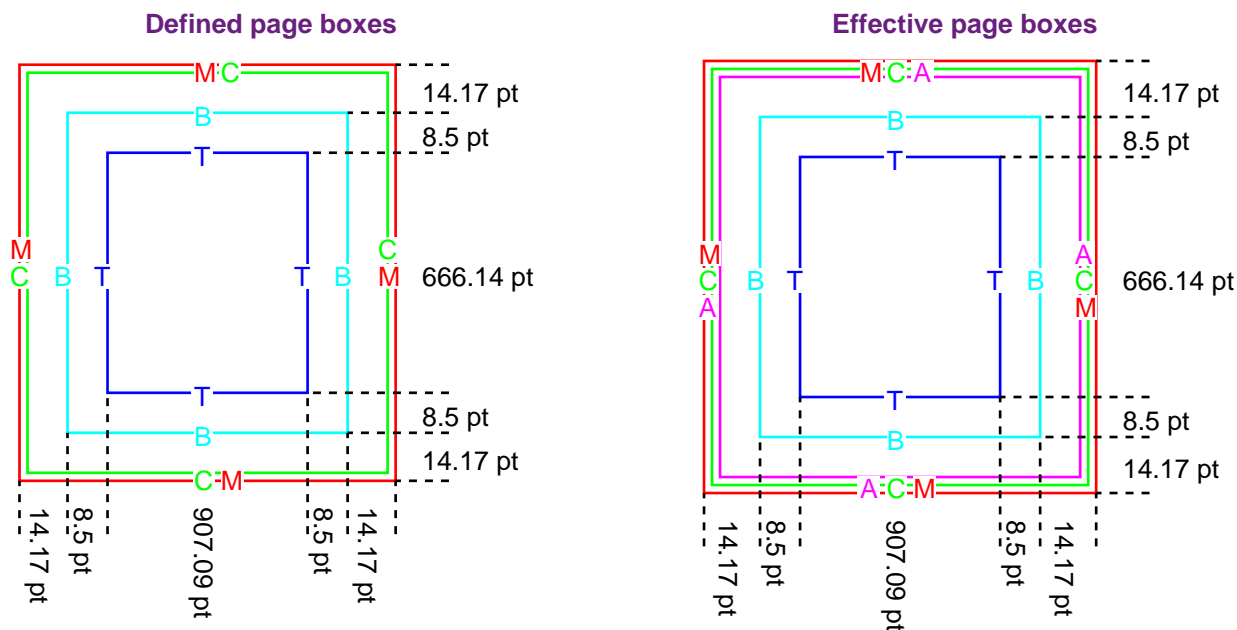 Defined page boxes
M C
14.17 pt
B
8.5 pt
T
M
C
B
T
T
B
C
M
666.14 pt
T
8.5 pt
B
14.17 pt
C M
14.17 pt
8.5 pt
907.09 pt
8.5 pt
14.17 pt
Effective page boxes
M C A
14.17 pt
B
8.5 pt
T
M
C
A
B
T
T
B
A
C
M
666.14 pt
T
8.5 pt
B
14.17 pt
A C M
14.17 pt
8.5 pt
907.09 pt
8.5 pt
14.17 pt